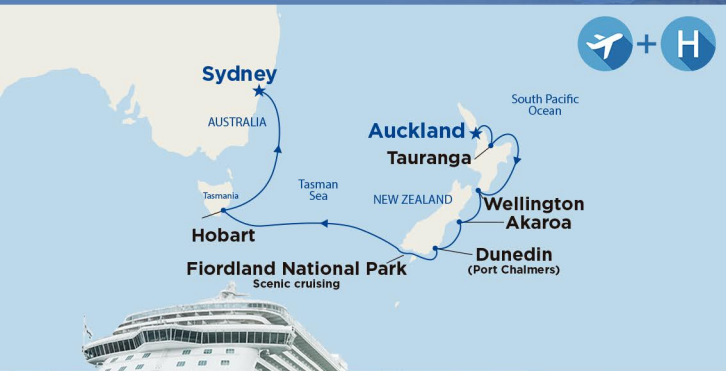 H
Sydney
South Pacific
Ocean
AUSTRALIA
Auckland
Tauranga
Tasman
Sea
Tasmania
NEW ZEALAND
Wellington
Akaroa
Hobart
Dunedin
(Port Chalmers)
Fiordland National Park
Scenic cruising